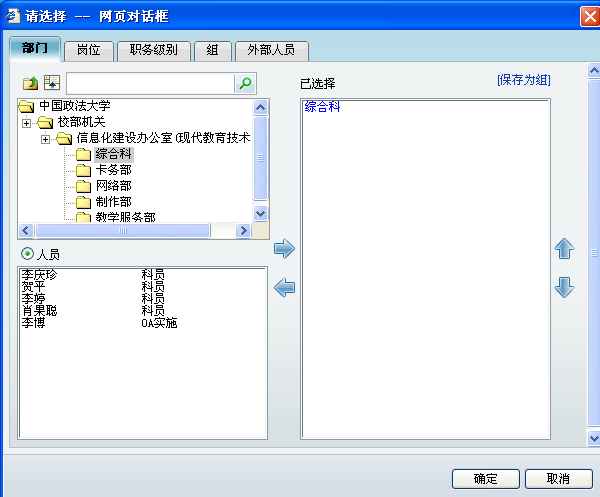 请选择 -- 网页对话框
部门 岗位 职务级别 组 外部人员
已选择 [保存为组]
中国政法大学
校部机关
信息化建设办公室(现代教育技术
综合科
卡务部
网络部
制作部
教学服务部
综合科
人员
李庆珍 科员
贺平 科员
李婷 科员
肖果聪 科员
李博 OA实施
确定 取消